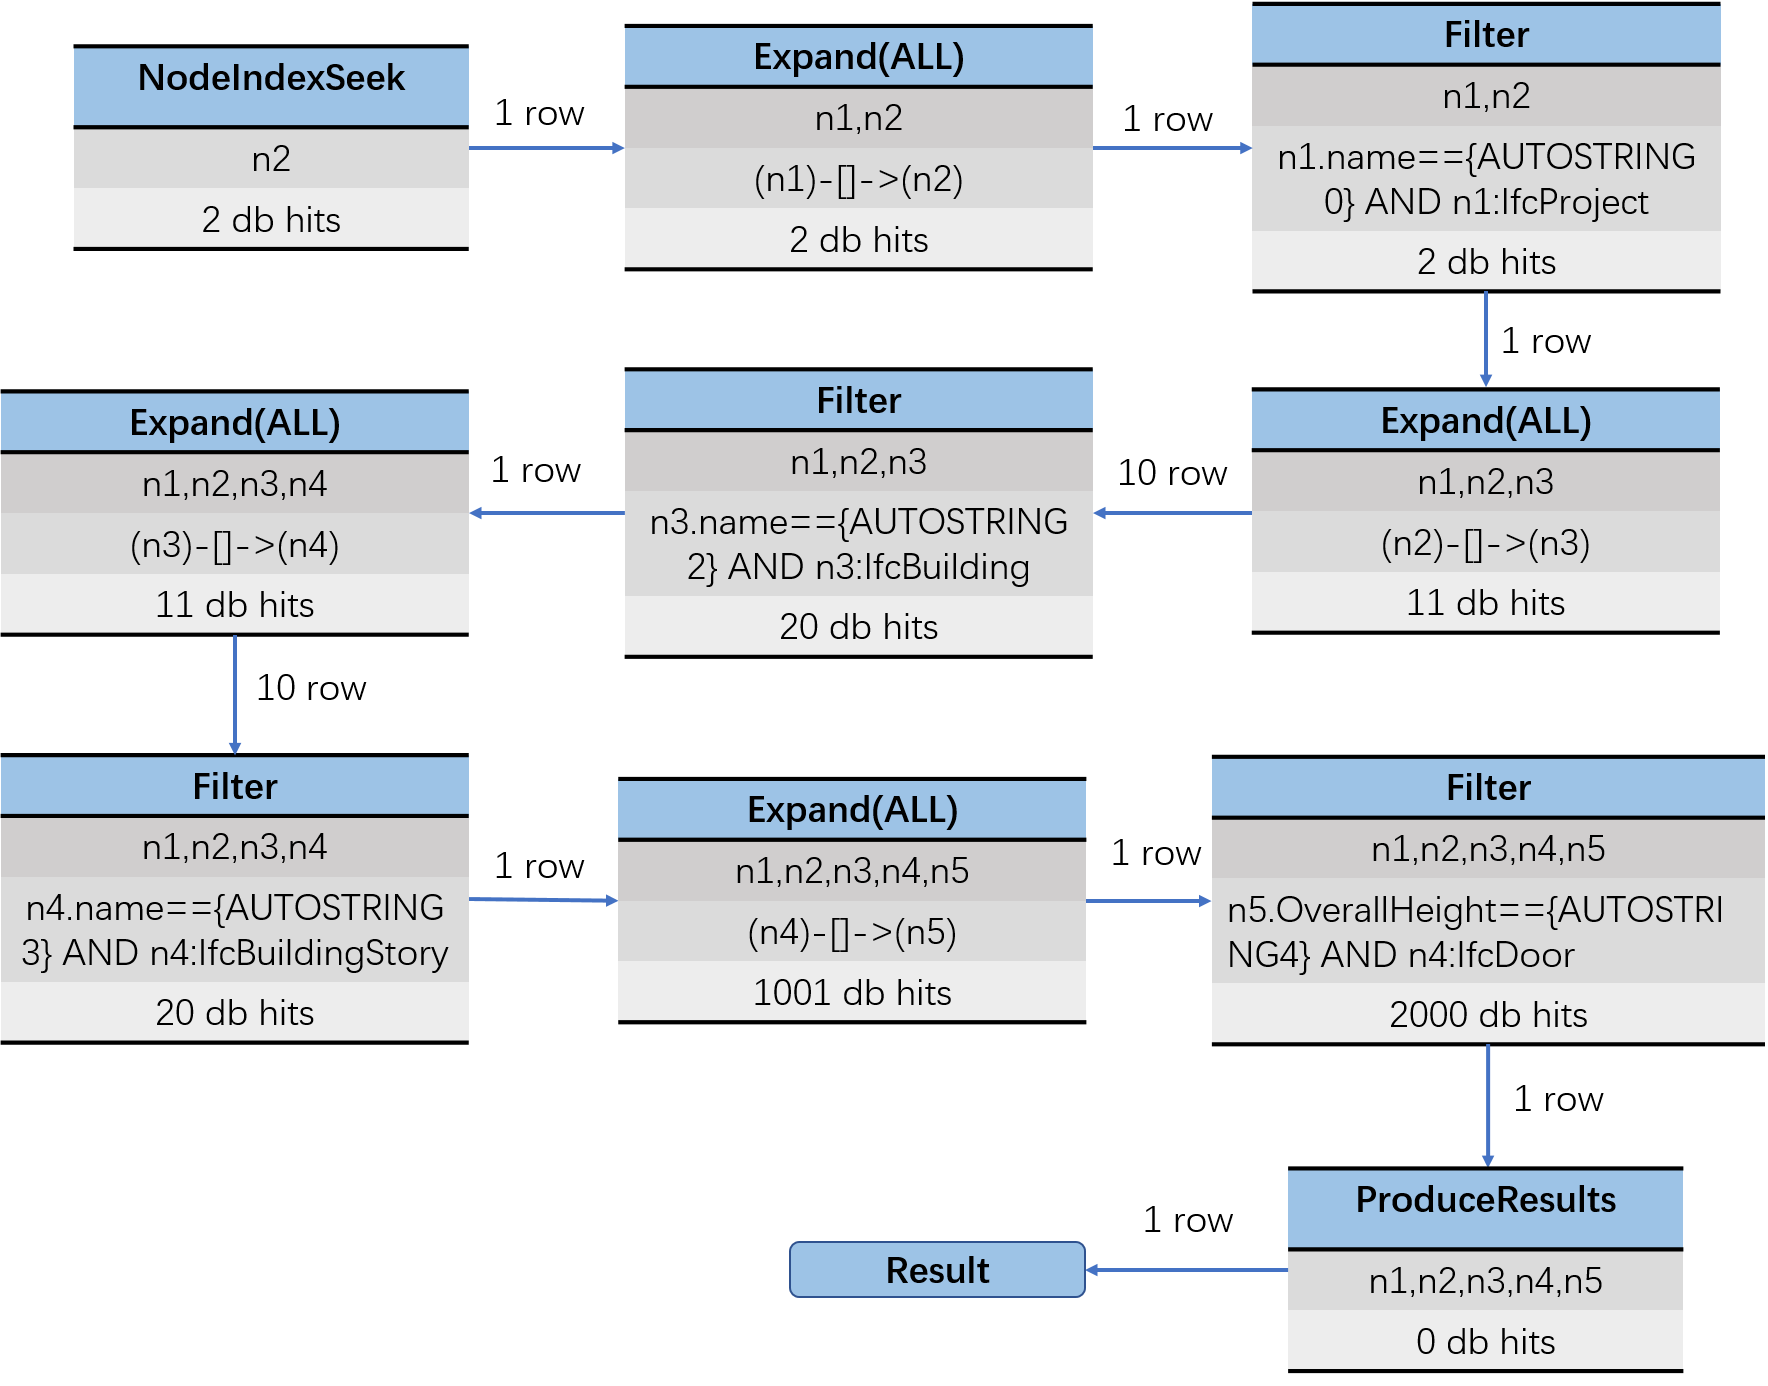 NodeIndexSeek
n2
2 db hits
1 row
Expand(ALL)
n1,n2
(n1)-[]->(n2)
2 db hits
1 row
Filter
n1,n2
n1.name=={AUTOSTRING
0} AND n1:IfcProject
2 db hits
1 row
Expand(ALL)
n1,n2,n3
(n2)-[]->(n3)
11 db hits
10 row
Filter
n1,n2,n3
n3.name=={AUTOSTRING
2} AND n3:IfcBuilding
20 db hits
1 row
Expand(ALL)
n1,n2,n3,n4
(n3)-[]->(n4)
11 db hits
10 row
Filter
n1,n2,n3,n4
n4.name=={AUTOSTRING
3} AND n4:IfcBuildingStory
20 db hits
1 row
Expand(ALL)
n1,n2,n3,n4,n5
(n4)-[]->(n5)
1001 db hits
1 row
Filter
n1,n2,n3,n4,n5
n5.OverallHeight=={AUTOSTRI
NG4} AND n4:IfcDoor
2000 db hits
1 row
ProduceResults
n1,n2,n3,n4,n5
0 db hits
1 row
Result